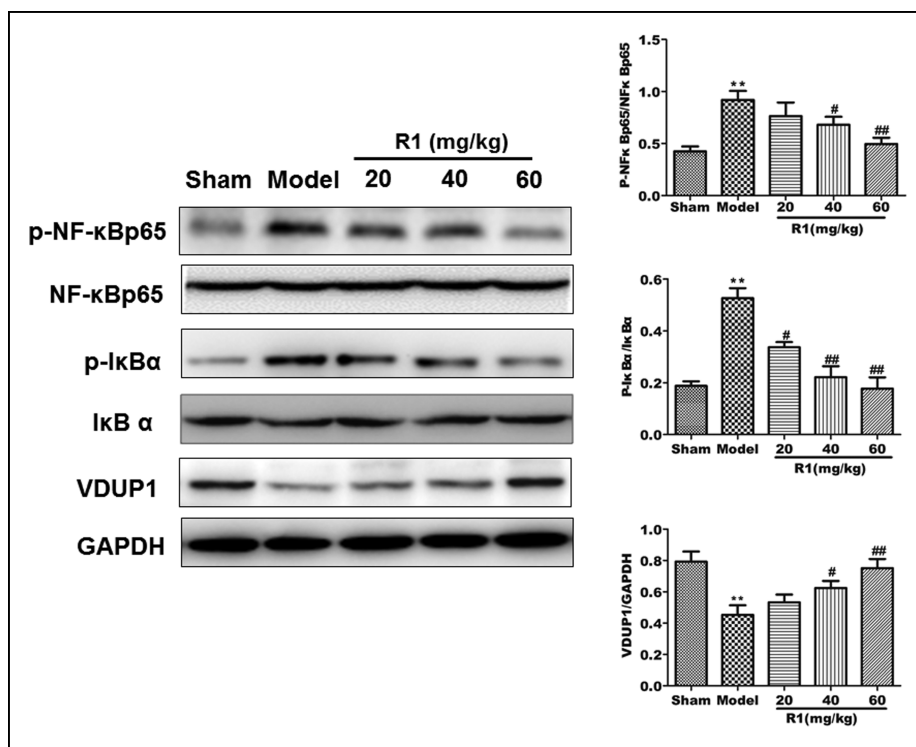 R1 (mg/kg)
Sham Model 20 40 60
p-NF-κBp65
NF-κBp65
p-IκBα
IκB α
VDUP1
GAPDH
P-NFκ Bp65/NFκ Bp65
1.5
1.0
0.5
0.0
**
#
##
Sham Model 20 40 60
R1(mg/kg)
P-Iκ Bα/Iκ Bα
0.6
0.4
0.2
0.0
**
#
##
##
Sham Model 20 40 60
R1(mg/kg)
VDUP1/GAPDH
1.0
0.8
0.6
0.4
0.2
0.0
**
#
##
Sham Model 20 40 60
R1(mg/kg)